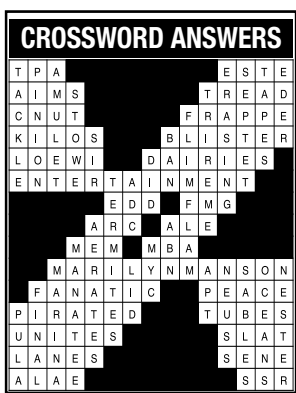 CROSSWORD ANSWERS
T P A E S T E
A I M S T R E A D
C N U T F R A P P E
K I L O S B L I S T E R
L O E W I D A I R I E S
E N T E R T A I N M E N T
E D D F M G
A R C A L E
M E M M B A
M A R I L Y N M A N S O N
F A N A T I C P E A C E
P I R A T E D T U B E S
U N I T E S S L A T
L A N E S S E N E
A L A E S S R